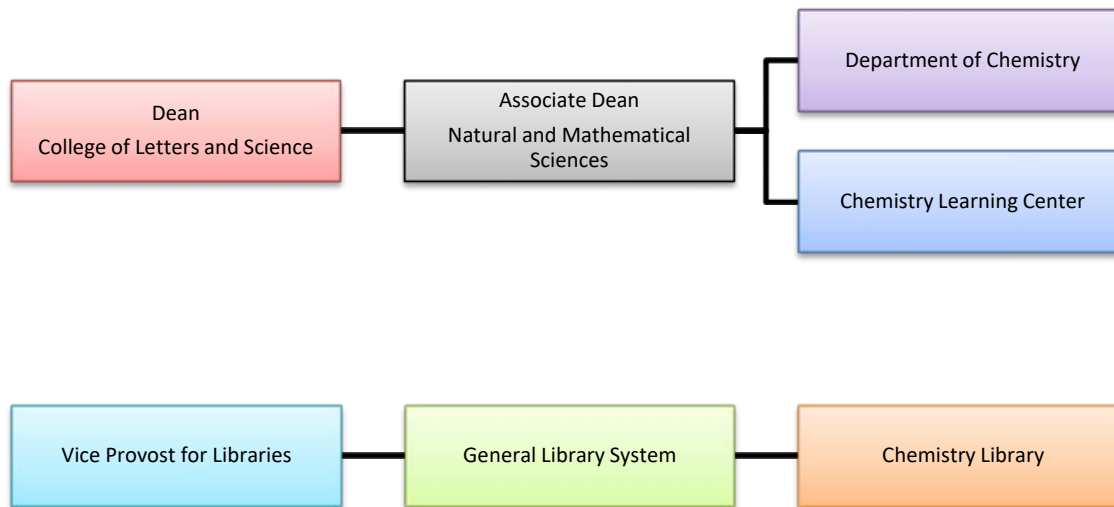 Department of Chemistry
Dean
College of Letters and Science
Associate Dean
Natural and Mathematical
Sciences
Chemistry Learning Center
Vice Provost for Libraries
General Library System
Chemistry Library